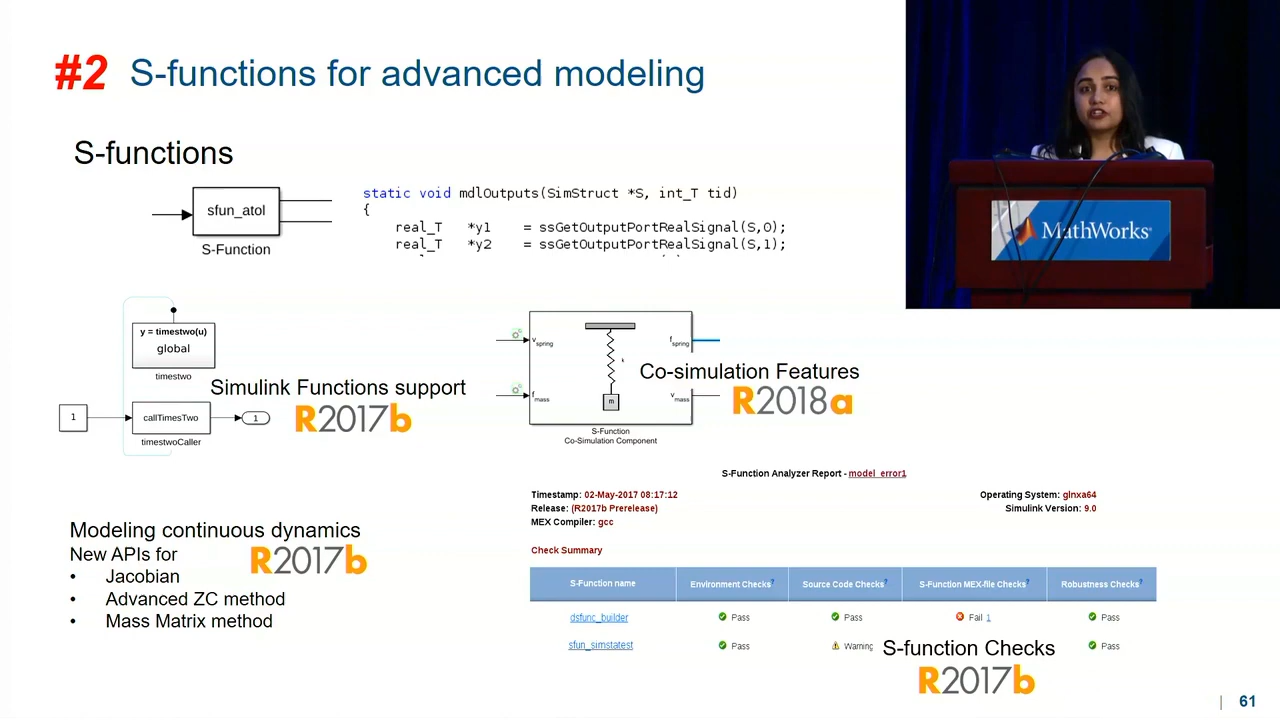 #2 S-functions for advanced modeling
S-functions
sfun_atol
S-Function
static void mdlOutputs(SimStruct *S, int_T tid)
{
real_T *y1 = ssGetOutputPortRealSignal(S,0);
real_T *y2 = ssGetOutputPortRealSignal(S,1);
MathWorks
y = timestwo(u)
global
timestwo
1
callTimesTwo
1
timestwoCaller
Simulink Functions support
R2017b
v spring
f spring
f mass
v mass
m
S-Function
Co-Simulation Component
Co-simulation Features
R2018a
Modeling continuous dynamics
New APIs for
R2017b
• Jacobian
• Advanced ZC method
• Mass Matrix method
S-Function Analyzer Report - model_error1
Timestamp: 02-May-2017 08:17:12
Operating System: glnxa64
Release: (R2017b Prerelease)
Simulink Version: 9.0
MEX Compiler: gcc
Check Summary
S-Function name Environment Checks? Source Code Checks? S-Function MEX-file Checks? Robustness Checks?
dsfunc_builder Pass Pass Fail 1 Pass
sfun_simstatest Pass Warning Pass
S-function Checks
R2017b
61